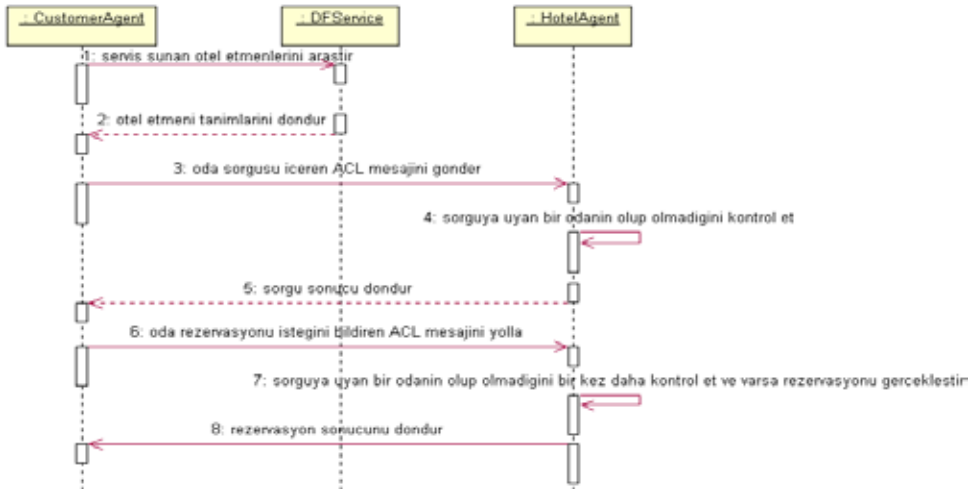 : CustomerAgent
: DFService
: HotelAgent
1: servis sunan otel etmenlerini arastir
2: otel etmeni tanimlarini dondur
3: oda sorgusu iceren ACL mesajini gonder
4: sorguya uyan bir odanin olup olmadigini kontrol et
5: sorgu sonucu dondur
6: oda rezervasyonu istegini bildiren ACL mesajini yolla
7: sorguya uyan bir odanin olup olmadigini bir kez daha kontrol et ve varsa rezervasyonu gerceklestir
8: rezervasyon sonucunu dondur